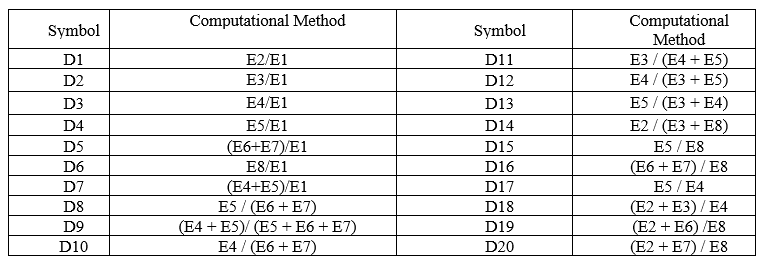 Symbol Computational Method Symbol Computational Method
D1 E2/E1 D11 E3 / (E4 + E5)
D2 E3/E1 D12 E4 / (E3 + E5)
D3 E4/E1 D13 E5 / (E3 + E4)
D4 E5/E1 D14 E2 / (E3 + E8)
D5 (E6+E7)/E1 D15 E5 / E8
D6 E8/E1 D16 (E6 + E7) / E8
D7 (E4+E5)/E1 D17 E5 / E4
D8 E5 / (E6 + E7) D18 (E2 + E3) / E4
D9 (E4 + E5)/ (E5 + E6 + E7) D19 (E2 + E6) /E8
D10 E4 / (E6 + E7) D20 (E2 + E7) / E8